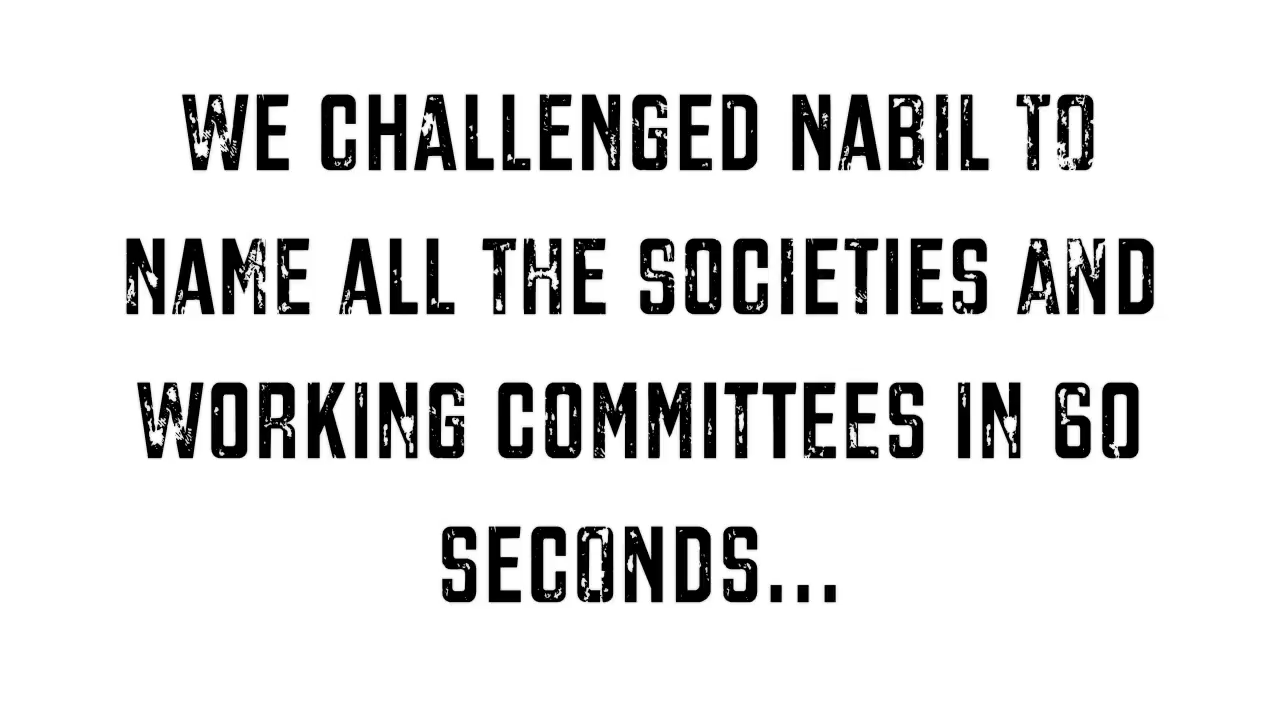 WE CHALLENGED NABIL TO
NAME ALL THE SOCIETIES AND
WORKING COMMITTEES IN 60
SECONDS...